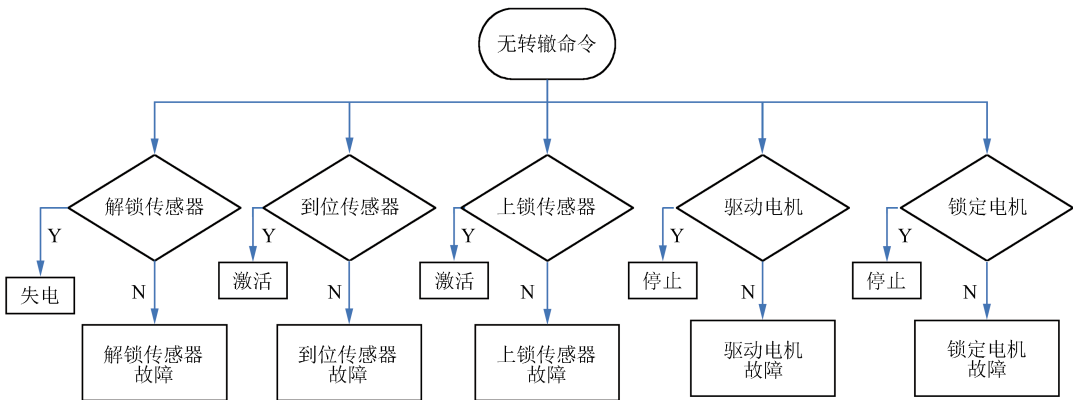 无转辙命令
解锁传感器
到位传感器
上锁传感器
驱动电机
锁定电机
Y
Y
Y
Y
Y
失电
激活
激活
停止
停止
N
N
N
N
N
解锁传感器
故障
到位传感器
故障
上锁传感器
故障
驱动电机
故障
锁定电机
故障